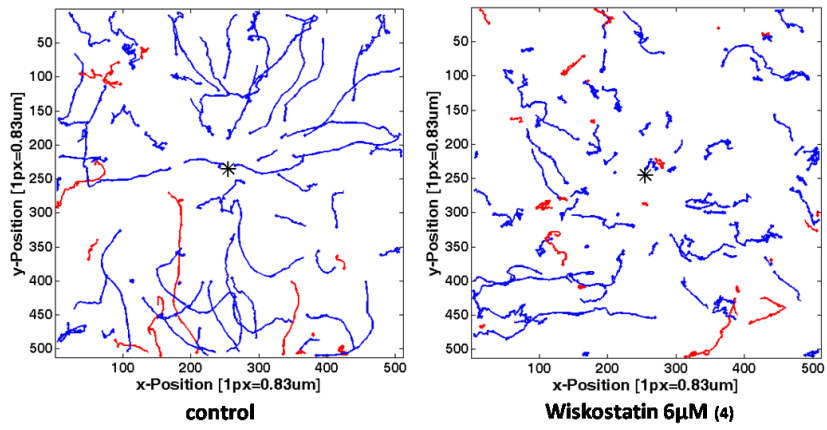 50
100
150
200
250
300
350
400
450
500
y-Position [1px=0.83um]
100 200 300 400 500
x-Position [1px=0.83um]
control
50
100
150
200
250
300
350
400
450
500
y-Position [1px=0.83um]
100 200 300 400 500
x-Position [1px=0.83um]
Wiskostatin 6μM (4)